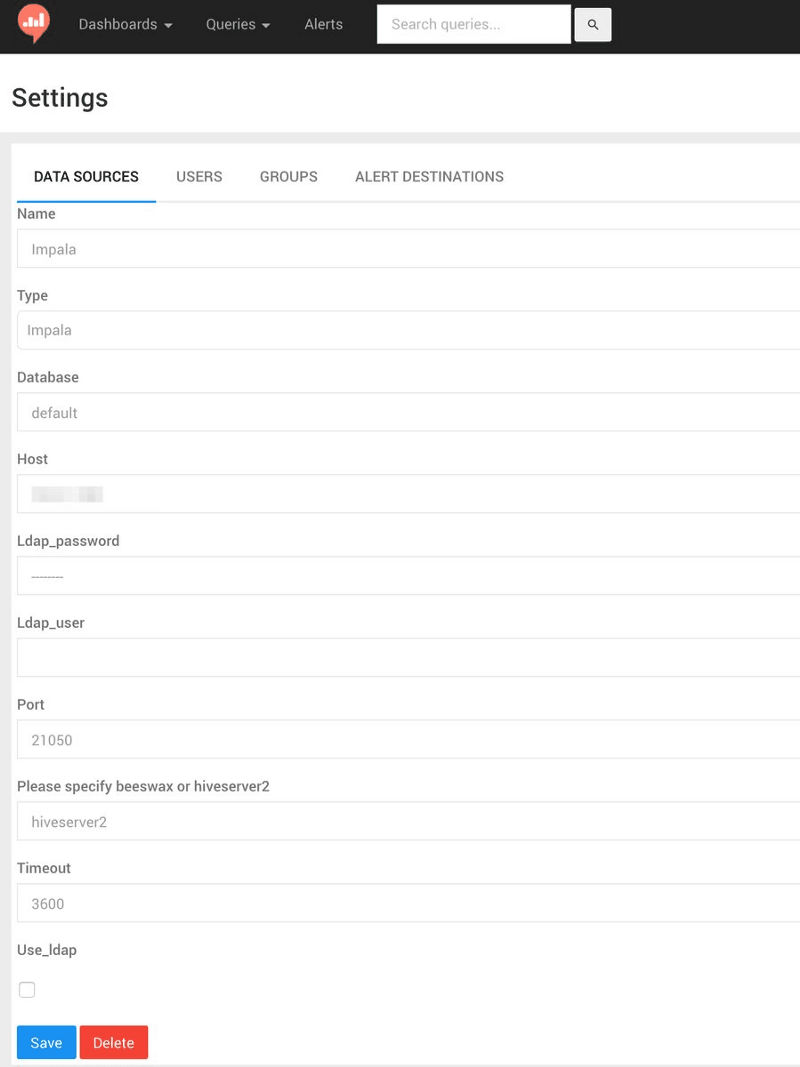 Dashboards Queries Alerts Search queries...
Settings
DATA SOURCES USERS GROUPS ALERT DESTINATIONS
Name
Impala
Type
Impala
Database
default
Host
Ldap_password
--------
Ldap_user
Port
21050
Please specify beeswax or hiveserver2
hiveserver2
Timeout
3600
Use_ldap
Save Delete